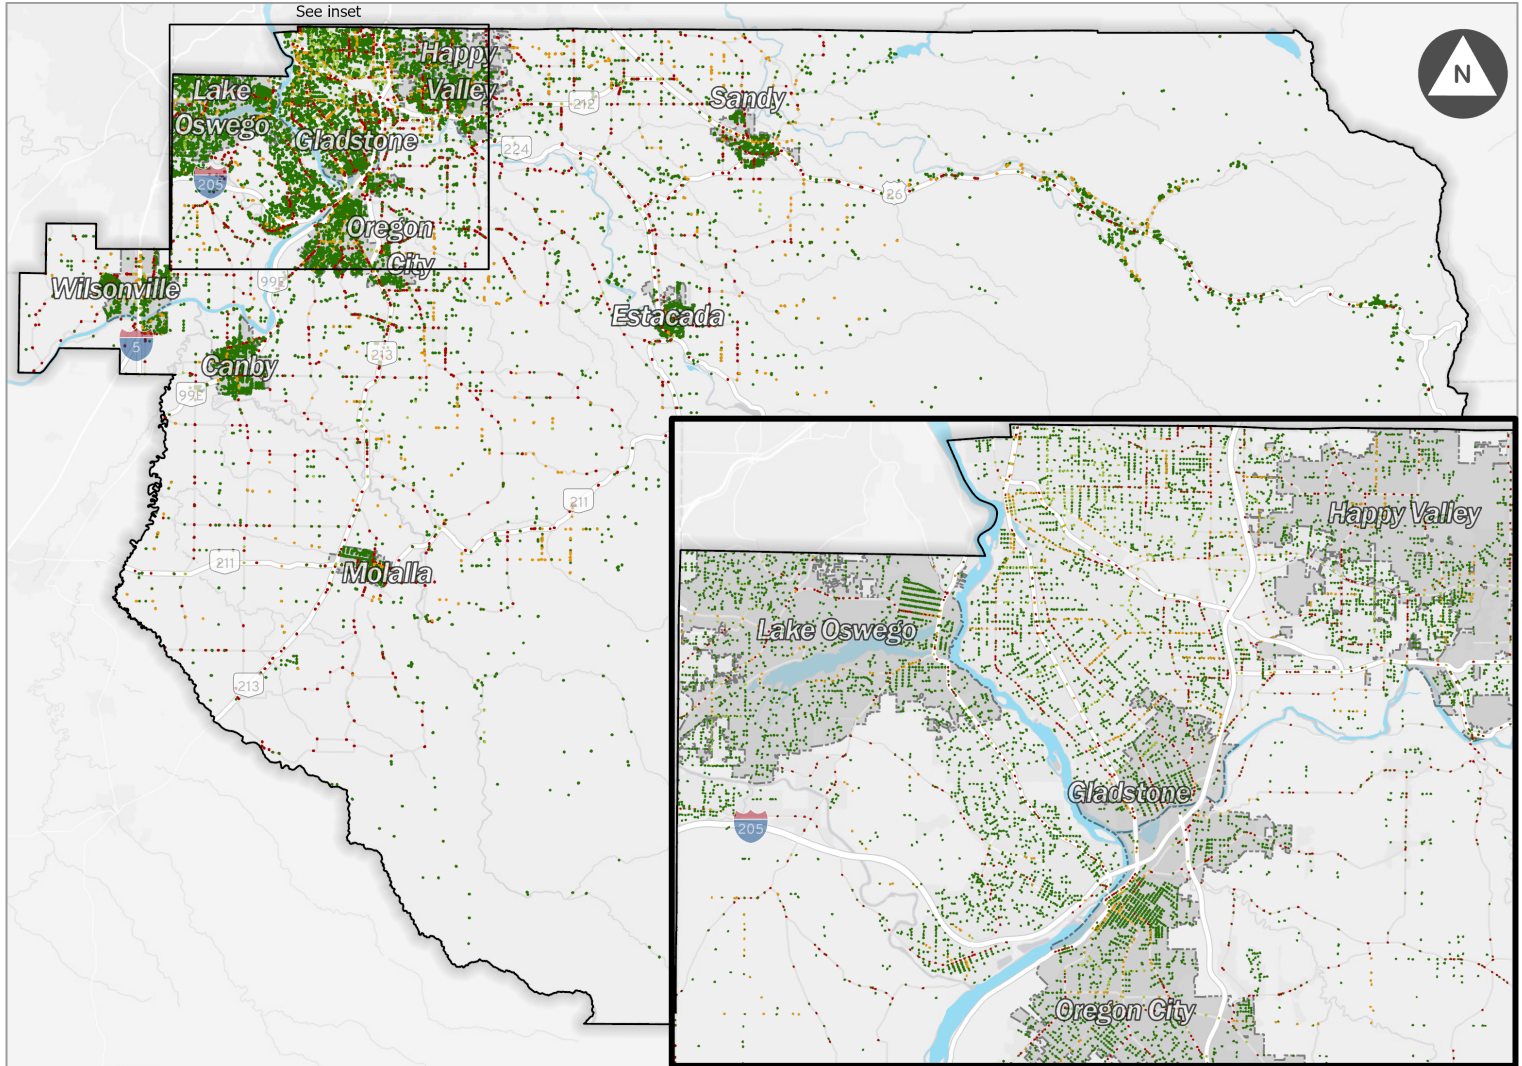 See inset
N
Happy
Valley
Lake
Oswego
Sandy
212
Gladstone
224
205
26
Oregon
City
99E
Wilsonville
Estacada
5
213
Canby
99E
211
211
Molalla
213
Happy Valley
Lake Oswego
Gladstone
205
Oregon City